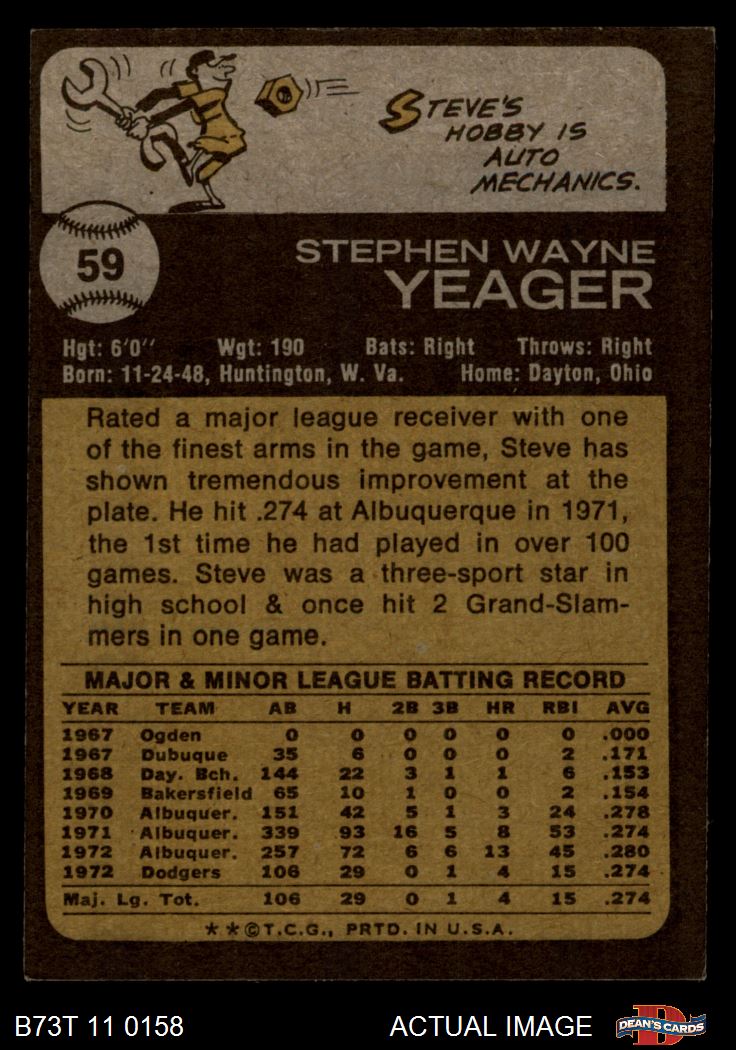 STEVE'S
HOBBY IS
AUTO
MECHANICS.
59
STEPHEN WAYNE
YEAGER
Hgt: 6'0" Wgt: 190 Bats: Right Throws: Right
Born: 11-24-48, Huntington, W. Va. Home: Dayton, Ohio
Rated a major league receiver with one
of the finest arms in the game, Steve has
shown tremendous improvement at the
plate. He hit .274 at Albuquerque in 1971,
the 1st time he had played in over 100
games. Steve was a three-sport star in
high school & once hit 2 Grand-Slam-
mers in one game.
MAJOR & MINOR LEAGUE BATTING RECORD
YEAR TEAM AB H 2B 3B HR RBI AVG
1967 Ogden 0 0 0 0 0 0 .000
1967 Dubuque 35 6 0 0 0 2 .171
1968 Day. Bch. 144 22 3 1 1 6 .153
1969 Bakersfield 65 10 1 0 0 2 .154
1970 Albuquer. 151 42 5 1 3 24 .278
1971 Albuquer. 339 93 16 5 8 53 .274
1972 Albuquer. 257 72 6 6 13 45 .280
1972 Dodgers 106 29 0 1 4 15 .274
Maj. Lg. Tot. 106 29 0 1 4 15 .274
**©T.C.G., PRTD. IN U.S.A.
B73T 11 0158 ACTUAL IMAGE D DEAN'S CARDS